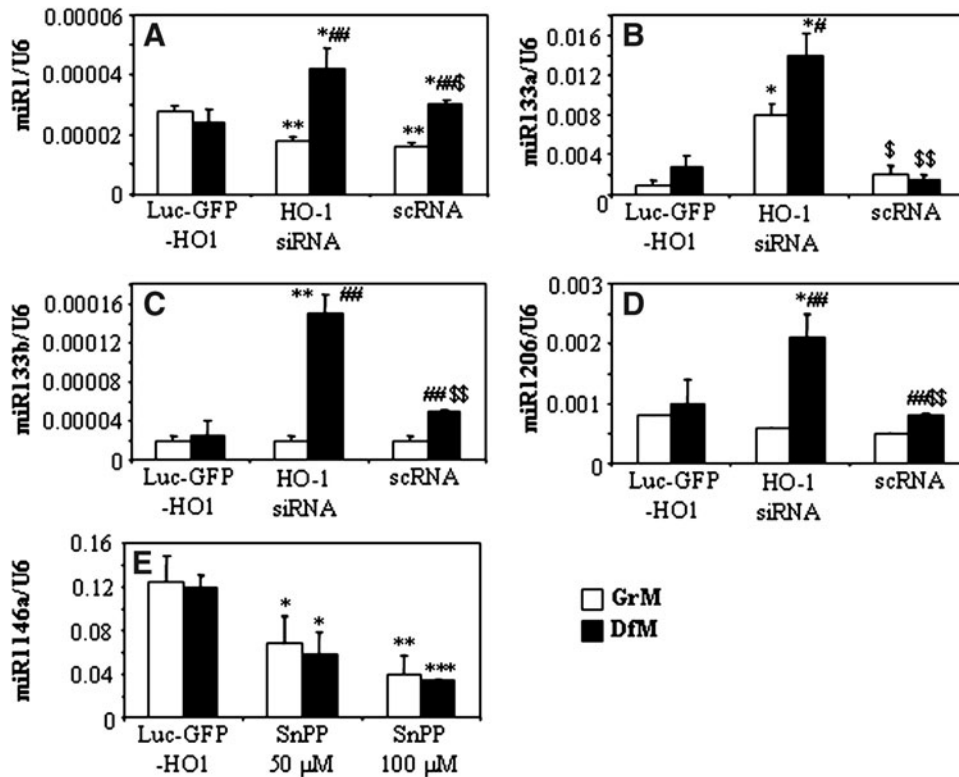 A
miR1/U6
0.00006
0.00004
0.00002
0
*##
**
**
*##$
Luc-GFP
-HO1
HO-1
siRNA
scRNA
B
miR133a/U6
0.016
0.012
0.008
0.004
0
*
*#
$
$$
Luc-GFP
-HO1
HO-1
siRNA
scRNA
C
miR133b/U6
0.00016
0.00012
0.00008
0.00004
0
** ##
##$$
Luc-GFP
-HO1
HO-1
siRNA
scRNA
D
miR1206/U6
0.003
0.002
0.001
0
*##
##$$
Luc-GFP
-HO1
HO-1
siRNA
scRNA
E
miR1146a/U6
0.16
0.12
0.08
0.04
0
*
*
**
***
Luc-GFP
-HO1
SnPP
50 μM
SnPP
100 μM
GrM
DfM